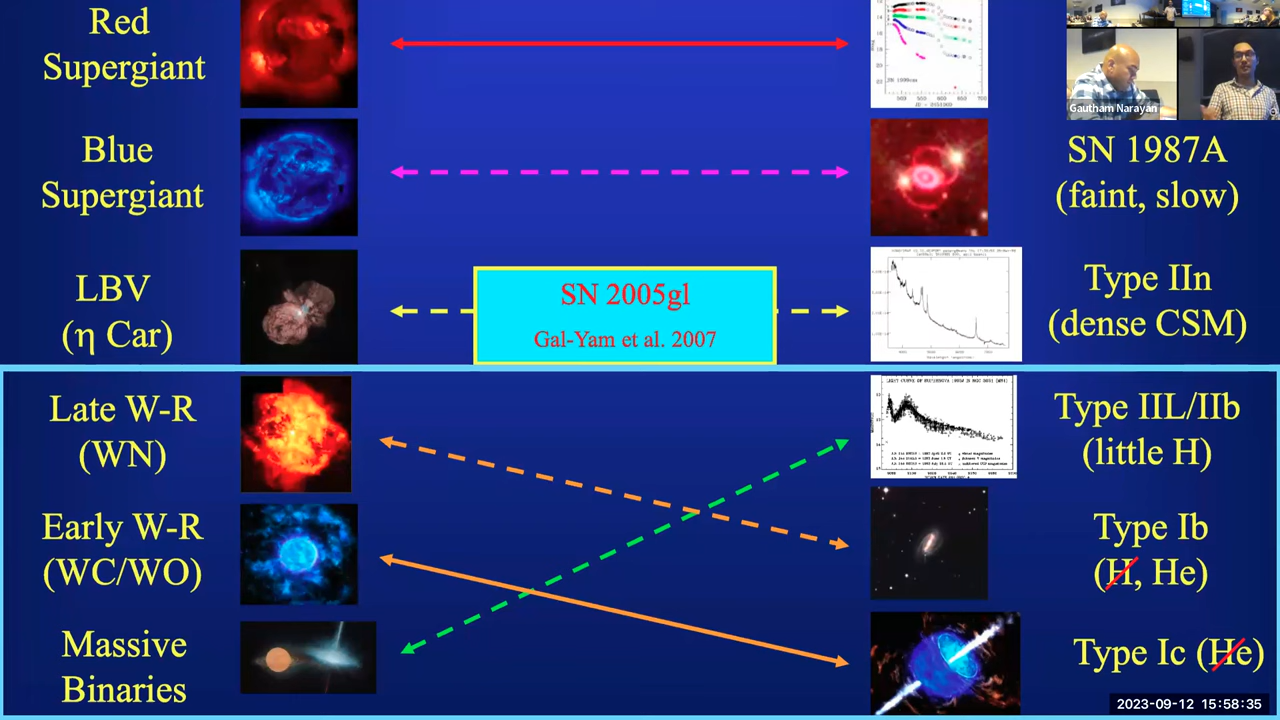 Red
Supergiant
Gautham Narayan
Blue
Supergiant
SN 1987A
(faint, slow)
LBV
(η Car)
SN 2005gl
Gal-Yam et al. 2007
Type IIn
(dense CSM)
Late W-R
(WN)
Type IIL/IIb
(little H)
Early W-R
(WC/WO)
Type Ib
(H, He)
Massive
Binaries
Type Ic (He)
2023-09-12 15:58:35